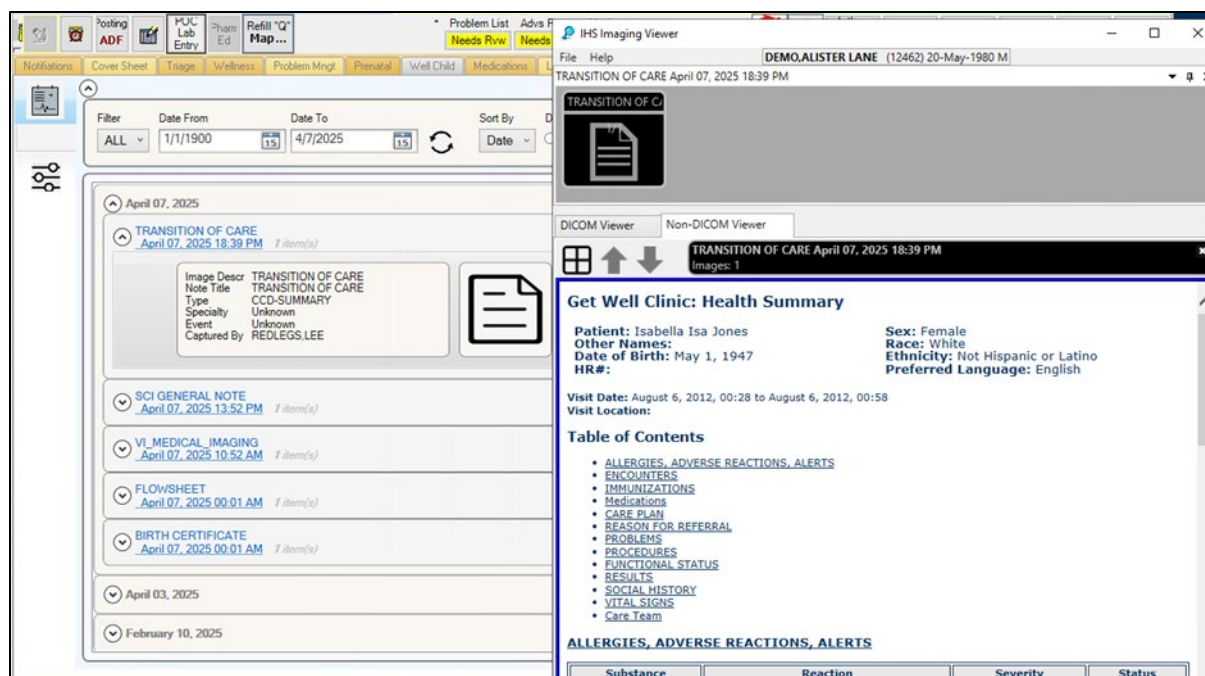 Posting
ADF
POC
Lab
Entry
Pham
Ed
Refill "Q"
Map...
Problem List
Needs Rvw
Needs
Notifiations
Cover Sheet
Triage
Wellness
Problem Mngt
Prenatal
Well Child
Medications
Filter
Date From
Date To
Sort By
ALL
1/1/1900
15
4/7/2025
15
Date
April 07, 2025
TRANSITION OF CARE
April 07, 2025 18:39 PM 1 item(s)
Image Descr TRANSITION OF CARE
Note Title TRANSITION OF CARE
Type CCD-SUMMARY
Specialty Unknown
Event Unknown
Captured By REDLEGS,LEE
SCI GENERAL NOTE
April 07, 2025 13:52 PM 1 item(s)
VI_MEDICAL_IMAGING
April 07, 2025 10:52 AM 1 item(s)
FLOWSHEET
April 07, 2025 00:01 AM 1 item(s)
BIRTH CERTIFICATE
April 07, 2025 00:01 AM 1 item(s)
April 03, 2025
February 10, 2025
IHS Imaging Viewer
File Help
DEMO,ALISTER LANE (12462) 20-May-1980 M
TRANSITION OF CARE April 07, 2025 18:39 PM
TRANSITION OF CA
DICOM Viewer
Non-DICOM Viewer
TRANSITION OF CARE April 07, 2025 18:39 PM
Images: 1
Get Well Clinic: Health Summary
Patient: Isabella Isa Jones
Other Names:
Date of Birth: May 1, 1947
HR#:
Sex: Female
Race: White
Ethnicity: Not Hispanic or Latino
Preferred Language: English
Visit Date: August 6, 2012, 00:28 to August 6, 2012, 00:58
Visit Location:
Table of Contents
• ALLERGIES, ADVERSE REACTIONS, ALERTS
• ENCOUNTERS
• IMMUNIZATIONS
• Medications
• CARE PLAN
• REASON FOR REFERRAL
• PROBLEMS
• PROCEDURES
• FUNCTIONAL STATUS
• RESULTS
• SOCIAL HISTORY
• VITAL SIGNS
• Care Team
ALLERGIES, ADVERSE REACTIONS, ALERTS
Substance
Reaction
Severity
Status